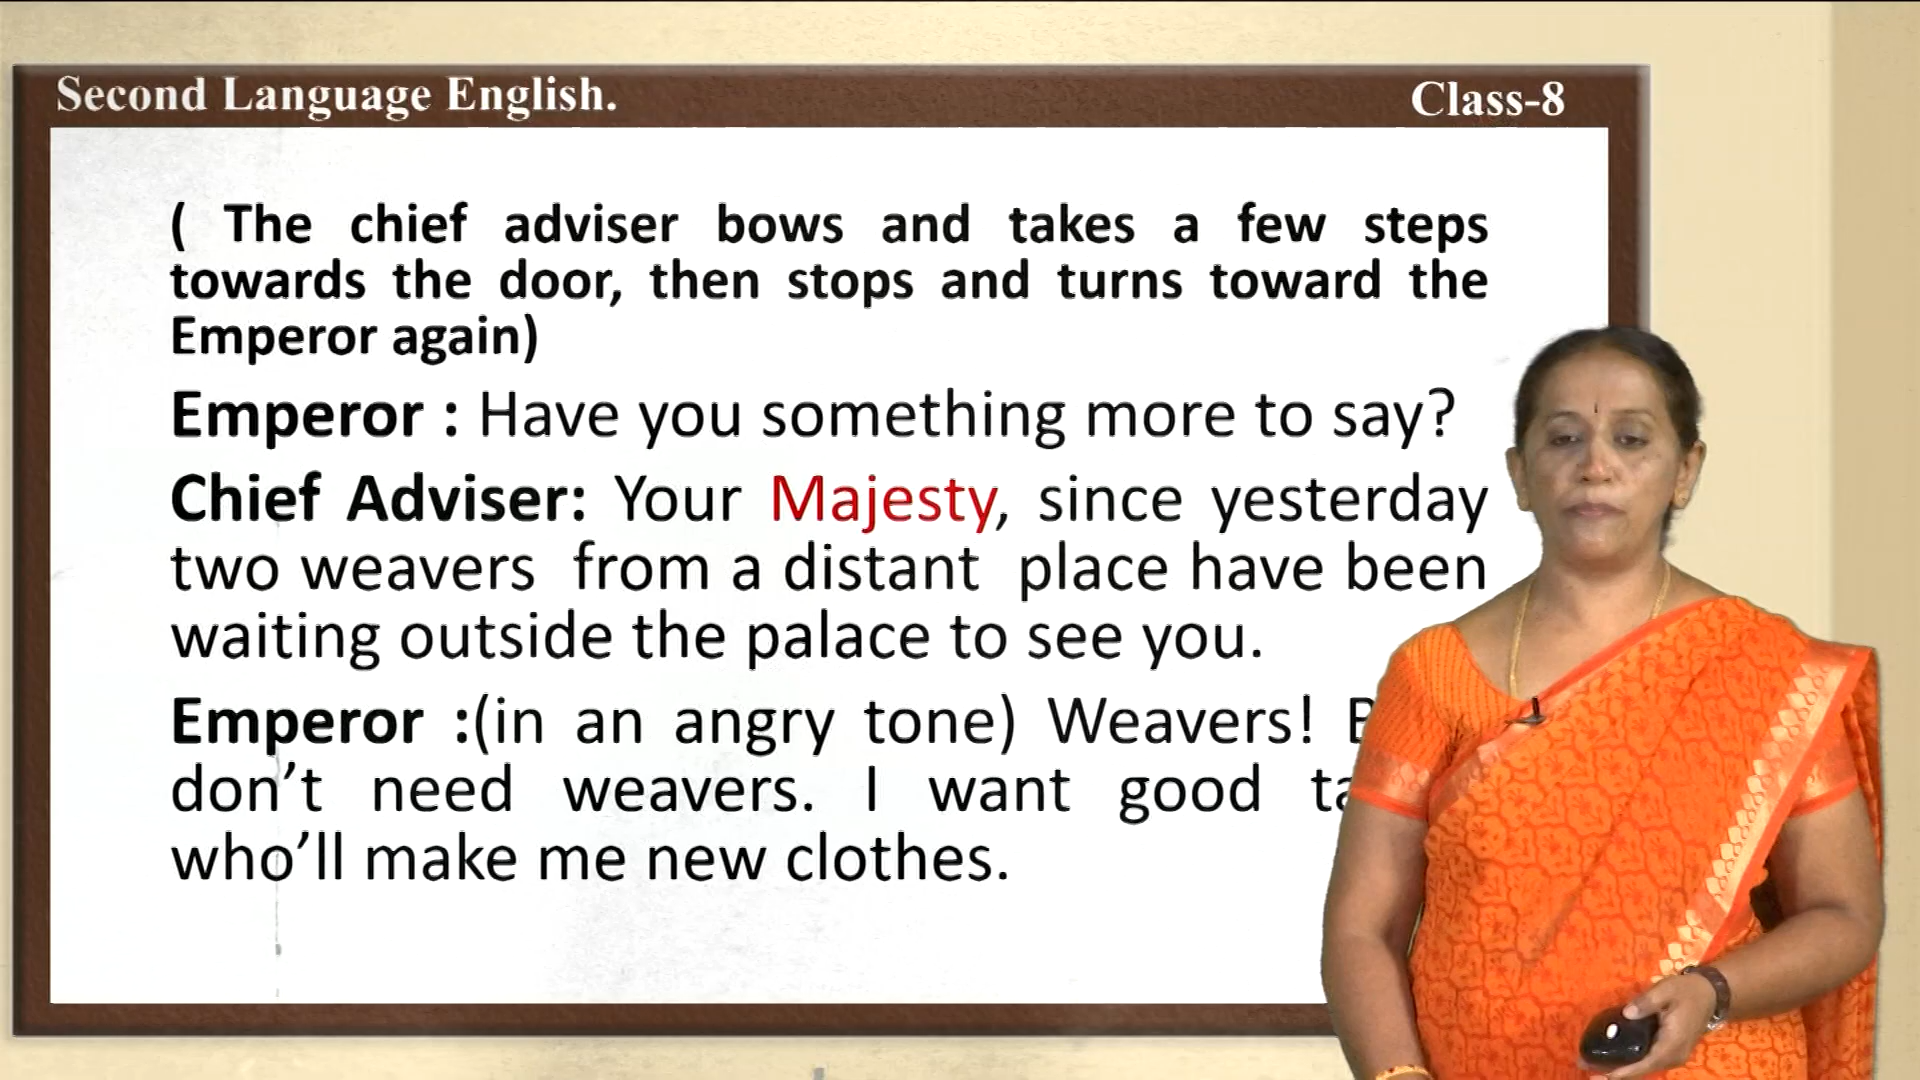 Second Language English.
Class-8
( The chief adviser bows and takes a few steps
towards the door, then stops and turns toward the
Emperor again)
Emperor : Have you something more to say?
Chief Adviser: Your Majesty, since yesterday
two weavers from a distant place have been
waiting outside the palace to see you.
Emperor :(in an angry tone) Weavers!
don’t need weavers. I want good
who’ll make me new clothes.